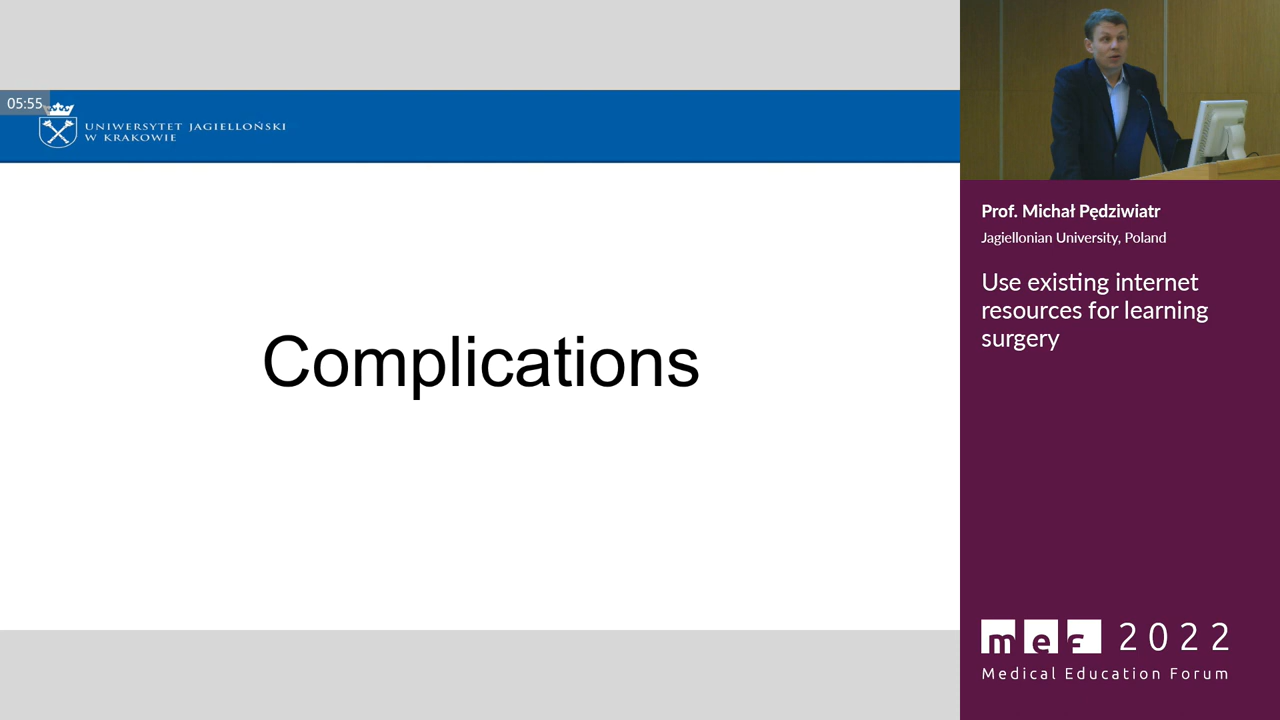 05:55
UNIWERSYTET JAGIELLOŃSKI
W KRAKOWIE
Complications
Prof. Michał Pędziwiatr
Jagiellonian University, Poland
Use existing internet
resources for learning
surgery
mef 2022
Medical Education Forum